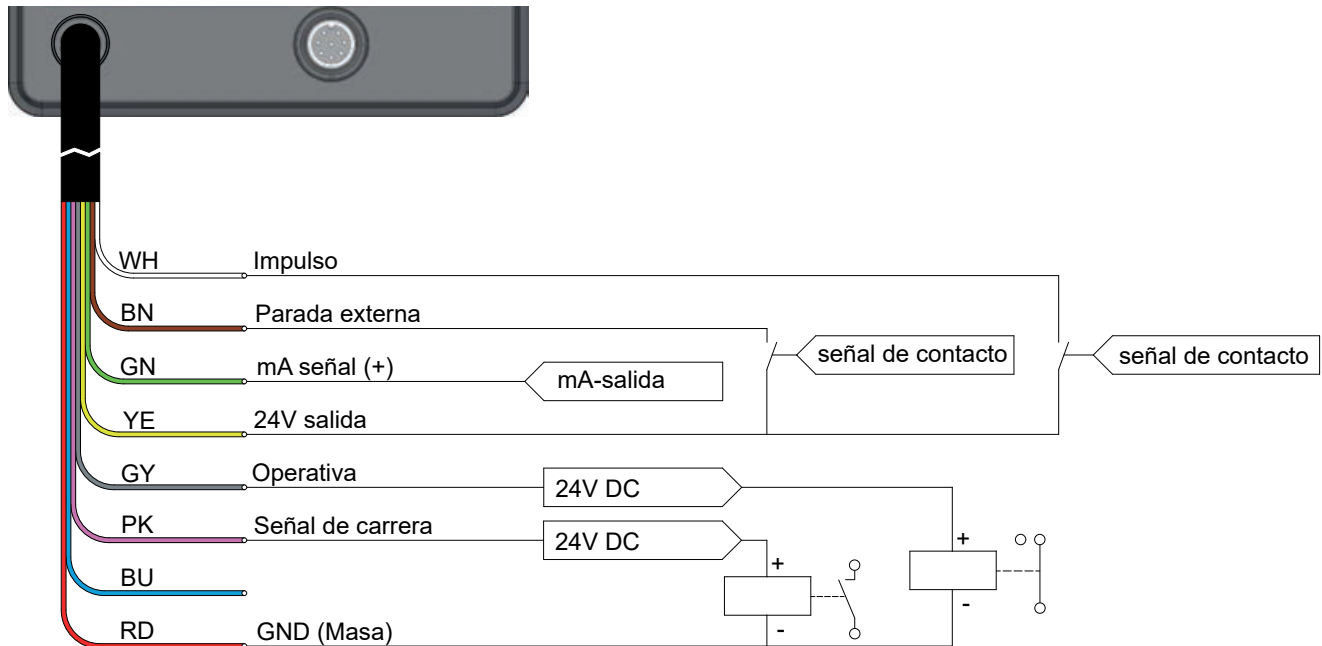 WH Impulso
BN Parada externa
señal de contacto
señal de contacto
GN mA señal (+)
mA-salida
YE 24V salida
GY Operativa
24V DC
PK Señal de carrera
24V DC
+
+
BU
-
-
RD GND (Masa)